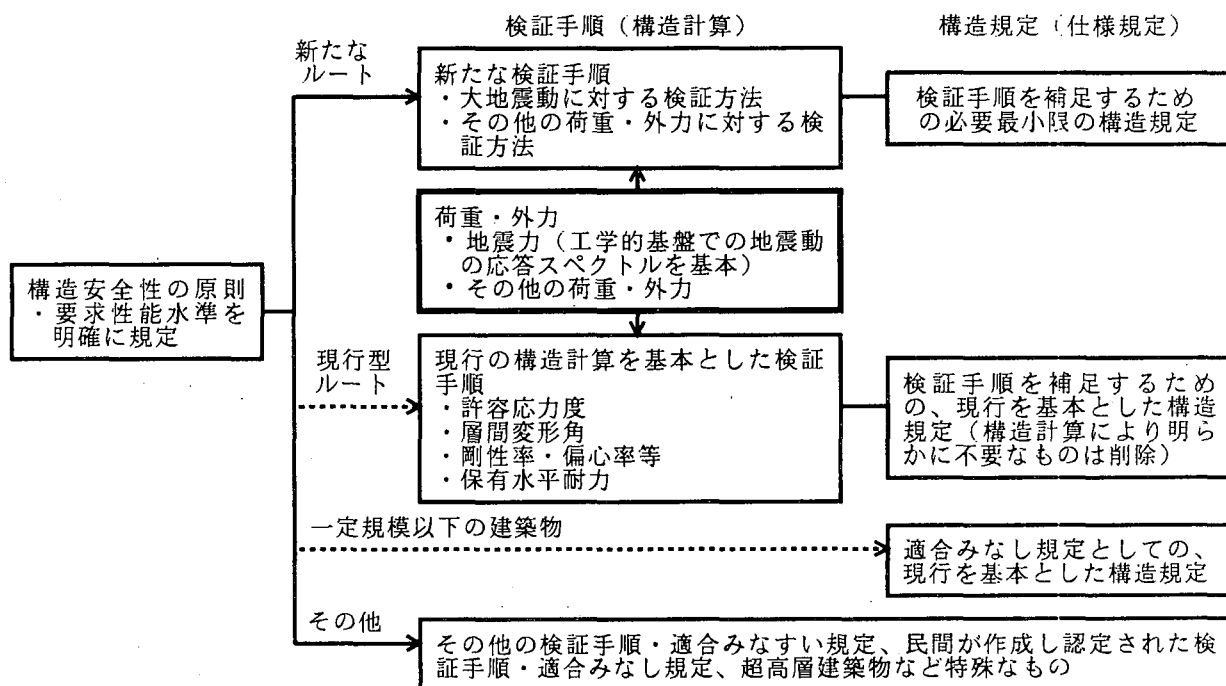 検証手順（構造計算）
構造規定（仕様規定）
新たな
ルート
新たな検証手順
・大地震動に対する検証方法
・その他の荷重・外力に対する検
証方法
検証手順を補足するため
の必要最小限の構造規定
荷重・外力
・地震力（工学的基盤での地震動
の応答スペクトルを基本）
・その他の荷重・外力
構造安全性の原則
・要求性能水準を
明確に規定
現行型
ルート
現行の構造計算を基本とした検証
手順
・許容応力度
・層間変形角
・剛性率・偏心率等
・保有水平耐力
検証手順を補足するため
の、現行を基本とした構造
規定（構造計算により明ら
かに不要なものは削除）
一定規模以下の建築物
適合みなし規定としての、
現行を基本とした構造規定
その他
その他の検証手順・適合みなすい規定、民間が作成し認定された検
証手順・適合みなし規定、超高層建築物など特殊なもの